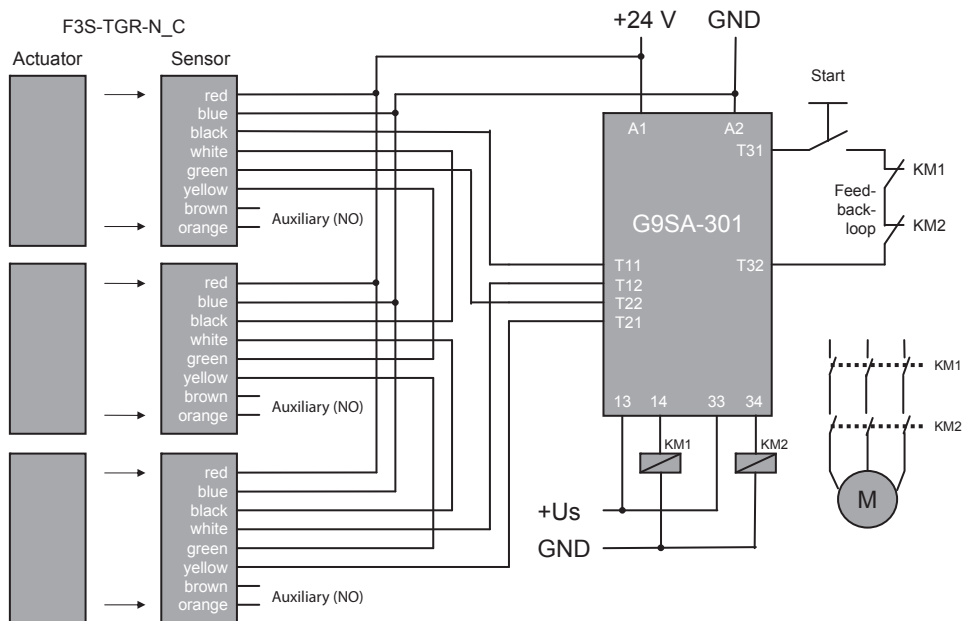 F3S-TGR-N_C
Actuator
Sensor
red
blue
black
white
green
yellow
brown
orange
Auxiliary (NO)
red
blue
black
white
green
yellow
brown
orange
Auxiliary (NO)
red
blue
black
white
green
yellow
brown
orange
Auxiliary (NO)
+24 V
GND
A1
A2
T31
G9SA-301
T11
T12
T22
T21
T32
13
14
33
34
Start
KM1
Feed-
back-
loop
KM2
KM1
KM2
+Us
GND
KM1
KM2
M